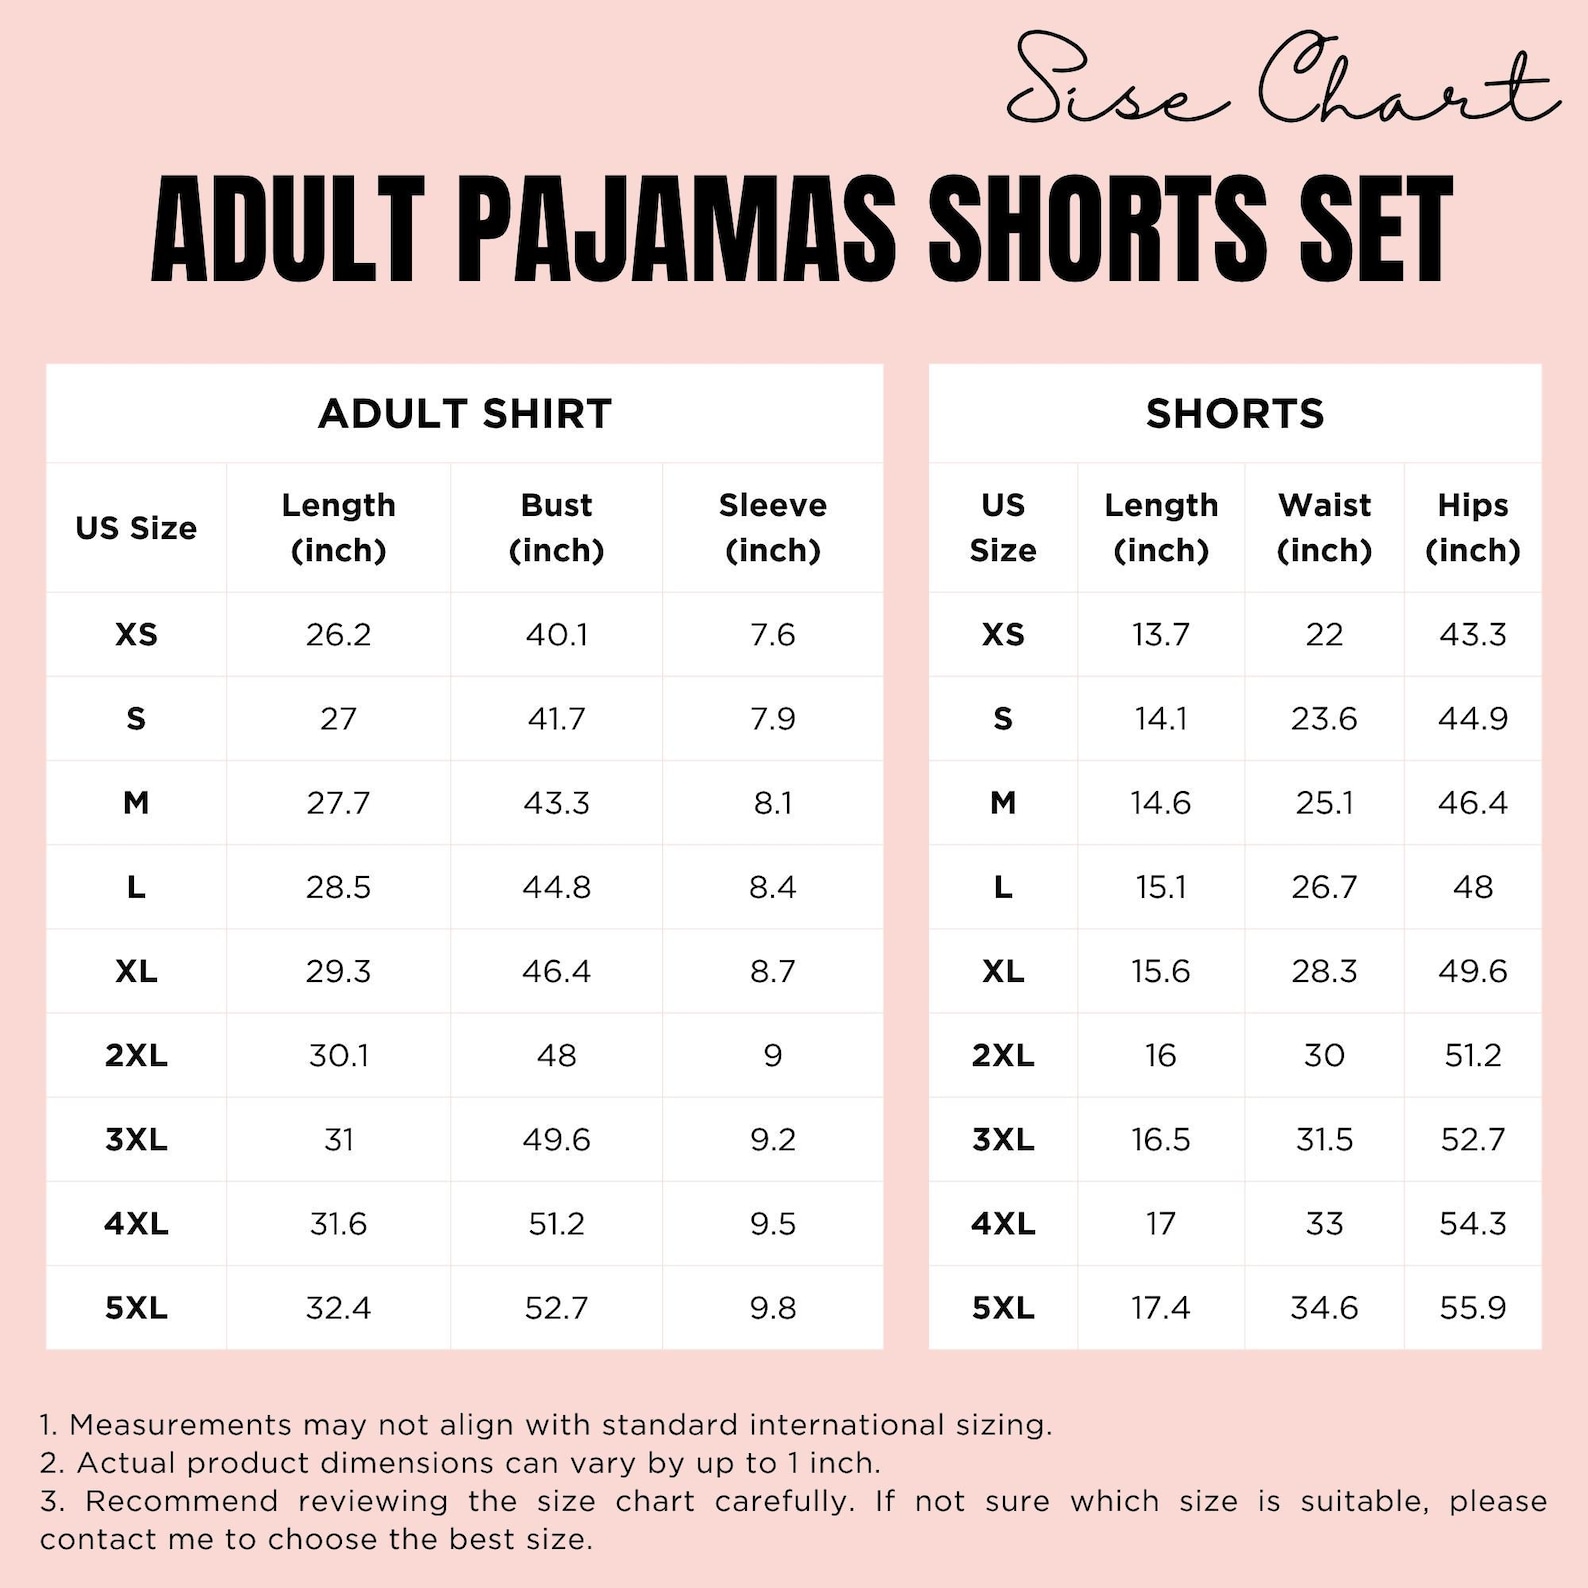 Sise Chart
ADULT PAJAMAS SHORTS SET
ADULT SHIRT
US Size Length (inch) Bust (inch) Sleeve (inch)
XS 26.2 40.1 7.6
S 27 41.7 7.9
M 27.7 43.3 8.1
L 28.5 44.8 8.4
XL 29.3 46.4 8.7
2XL 30.1 48 9
3XL 31 49.6 9.2
4XL 31.6 51.2 9.5
5XL 32.4 52.7 9.8
SHORTS
US Size Length (inch) Waist (inch) Hips (inch)
XS 13.7 22 43.3
S 14.1 23.6 44.9
M 14.6 25.1 46.4
L 15.1 26.7 48
XL 15.6 28.3 49.6
2XL 16 30 51.2
3XL 16.5 31.5 52.7
4XL 17 33 54.3
5XL 17.4 34.6 55.9
1. Measurements may not align with standard international sizing.
2. Actual product dimensions can vary by up to 1 inch.
3. Recommend reviewing the size chart carefully. If not sure which size is suitable, please
contact me to choose the best size.